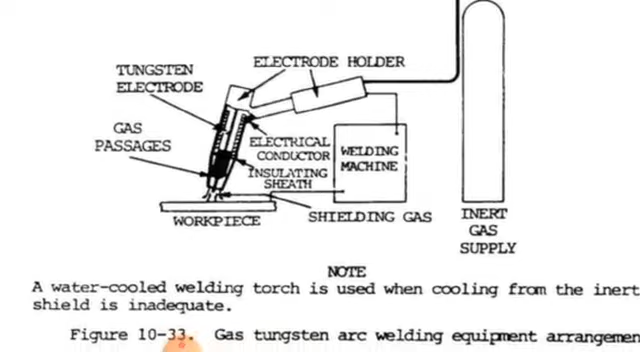 ELECTRODE HOLDER
TUNGSTEN
ELECTRODE
GAS
PASSAGES
ELECTRICAL
CONDUCTOR
INSULATING
SHEATH
WELDING
MACHINE
WORKPIECE
SHIELDING GAS
INERT
GAS
SUPPLY
NOTE
A water-cooled welding torch is used when cooling from the inert
shield is inadequate.
Figure 10-33. Gas tungsten arc welding equipment